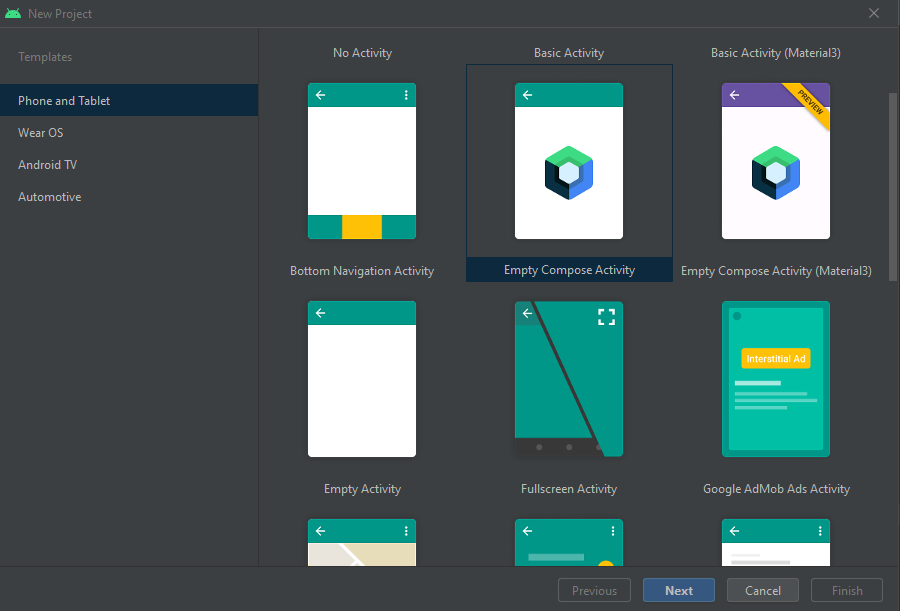 New Project
Templates
Phone and Tablet
Wear OS
Android TV
Automotive
No Activity
Basic Activity
Basic Activity (Material3)
PREVIEW
Bottom Navigation Activity
Empty Compose Activity
Empty Compose Activity (Material3)
Interstitial Ad
Empty Activity
Fullscreen Activity
Google AdMob Ads Activity
Previous
Next
Cancel
Finish